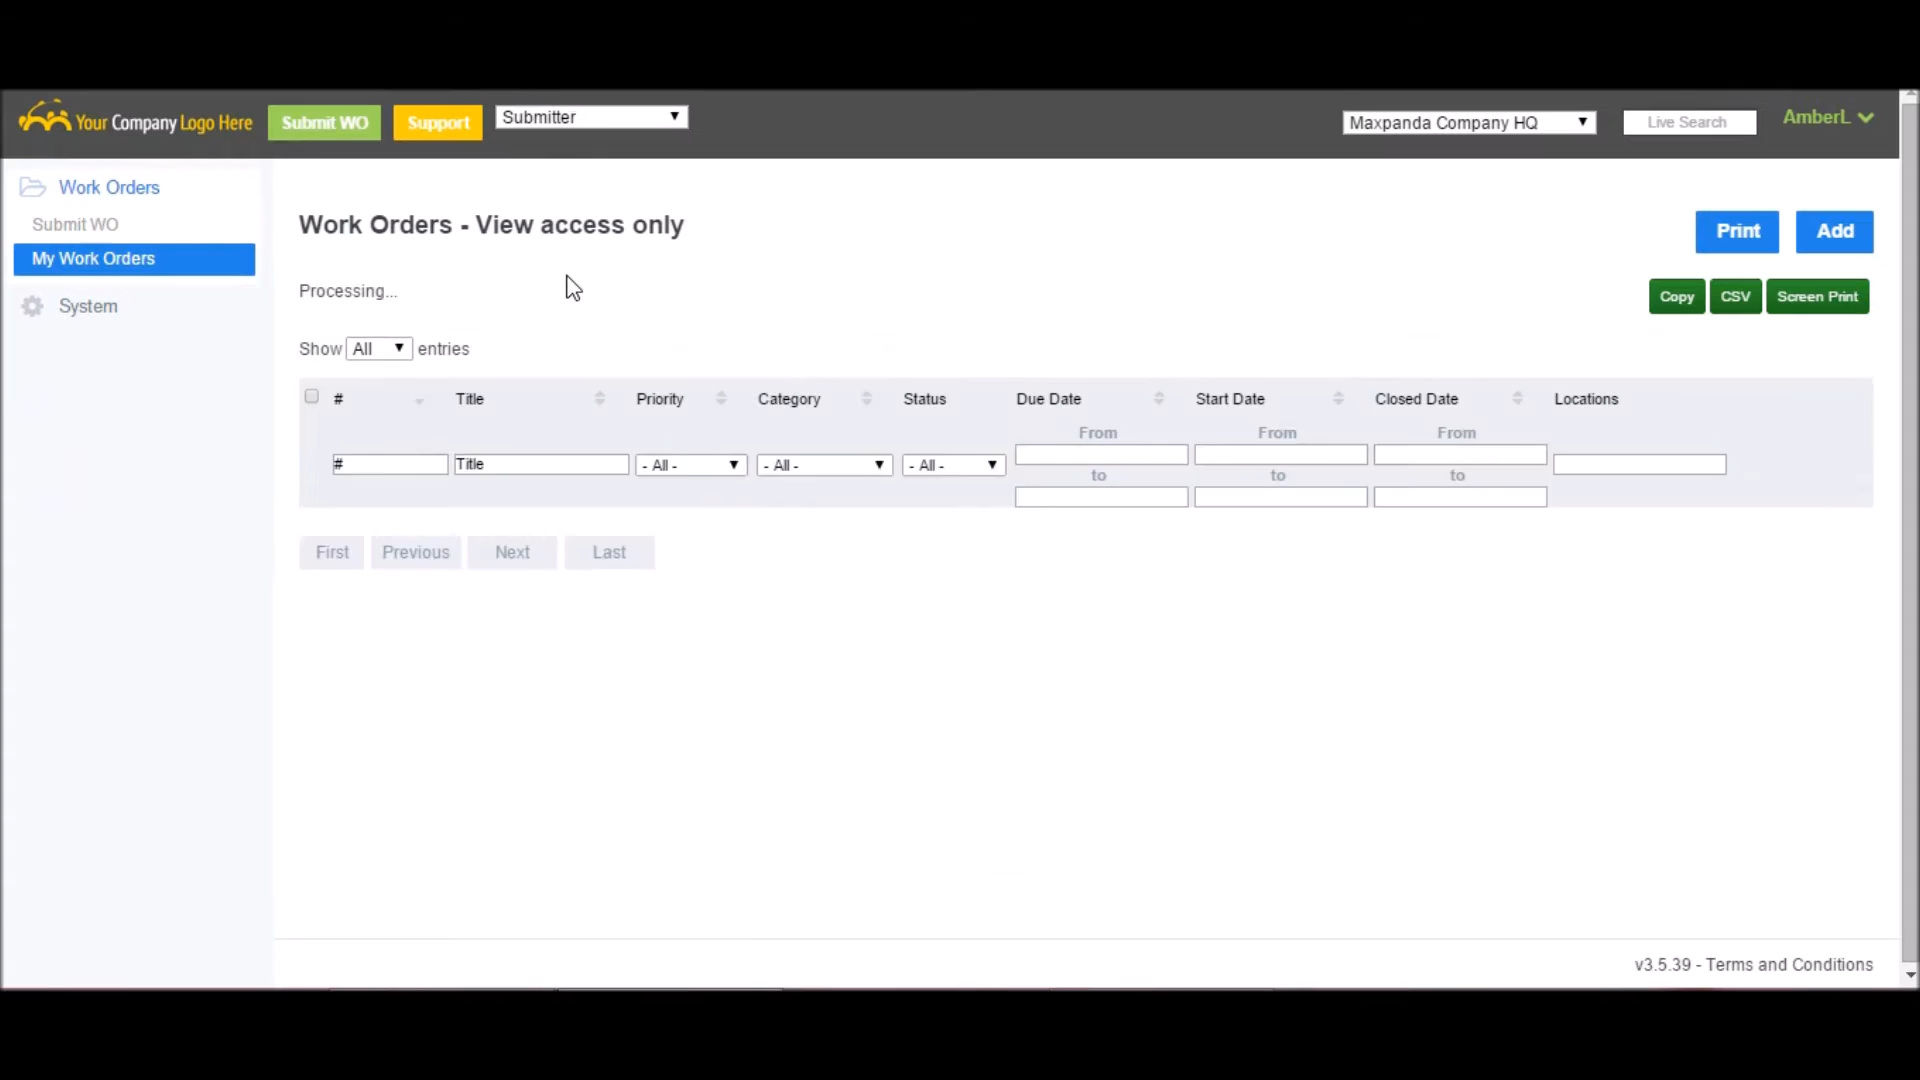 Your Company Logo Here
Submit WO
Support
Submitter
Maxpanda Company HQ
Live Search
AmberL
Work Orders
Submit WO
My Work Orders
System
Work Orders - View access only
Print
Add
Processing...
Copy
CSV
Screen Print
Show All entries
# Title Priority Category Status Due Date Start Date Closed Date Locations
From From From
# Title - All - - All - - All -
to to to
First Previous Next Last
v3.5.39 - Terms and Conditions